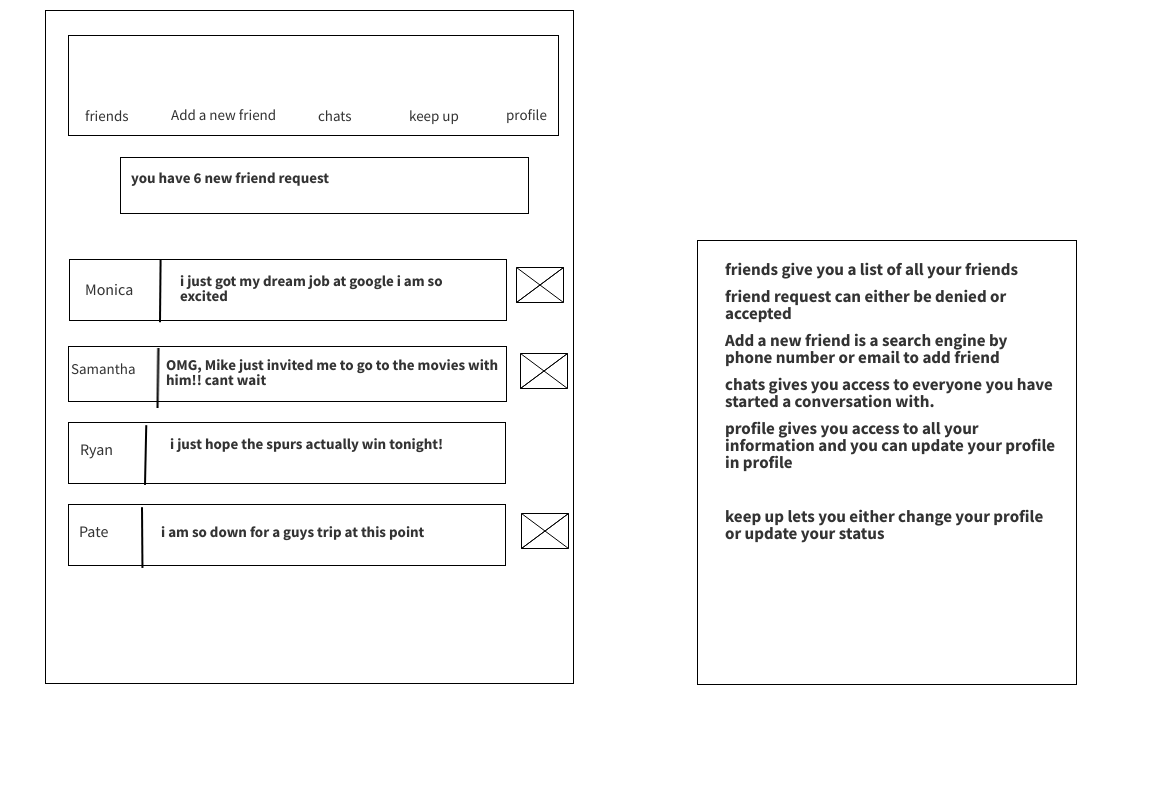 friends Add a new friend chats keep up profile
you have 6 new friend request
Monica
i just got my dream job at google i am so
excited
Samantha
OMG, Mike just invited me to go to the movies with
him!! cant wait
Ryan
i just hope the spurs actually win tonight!
Pate
i am so down for a guys trip at this point
friends give you a list of all your friends
friend request can either be denied or
accepted
Add a new friend is a search engine by
phone number or email to add friend
chats gives you access to everyone you have
started a conversation with.
profile gives you access to all your
information and you can update your profile
in profile
keep up lets you either change your profile
or update your status